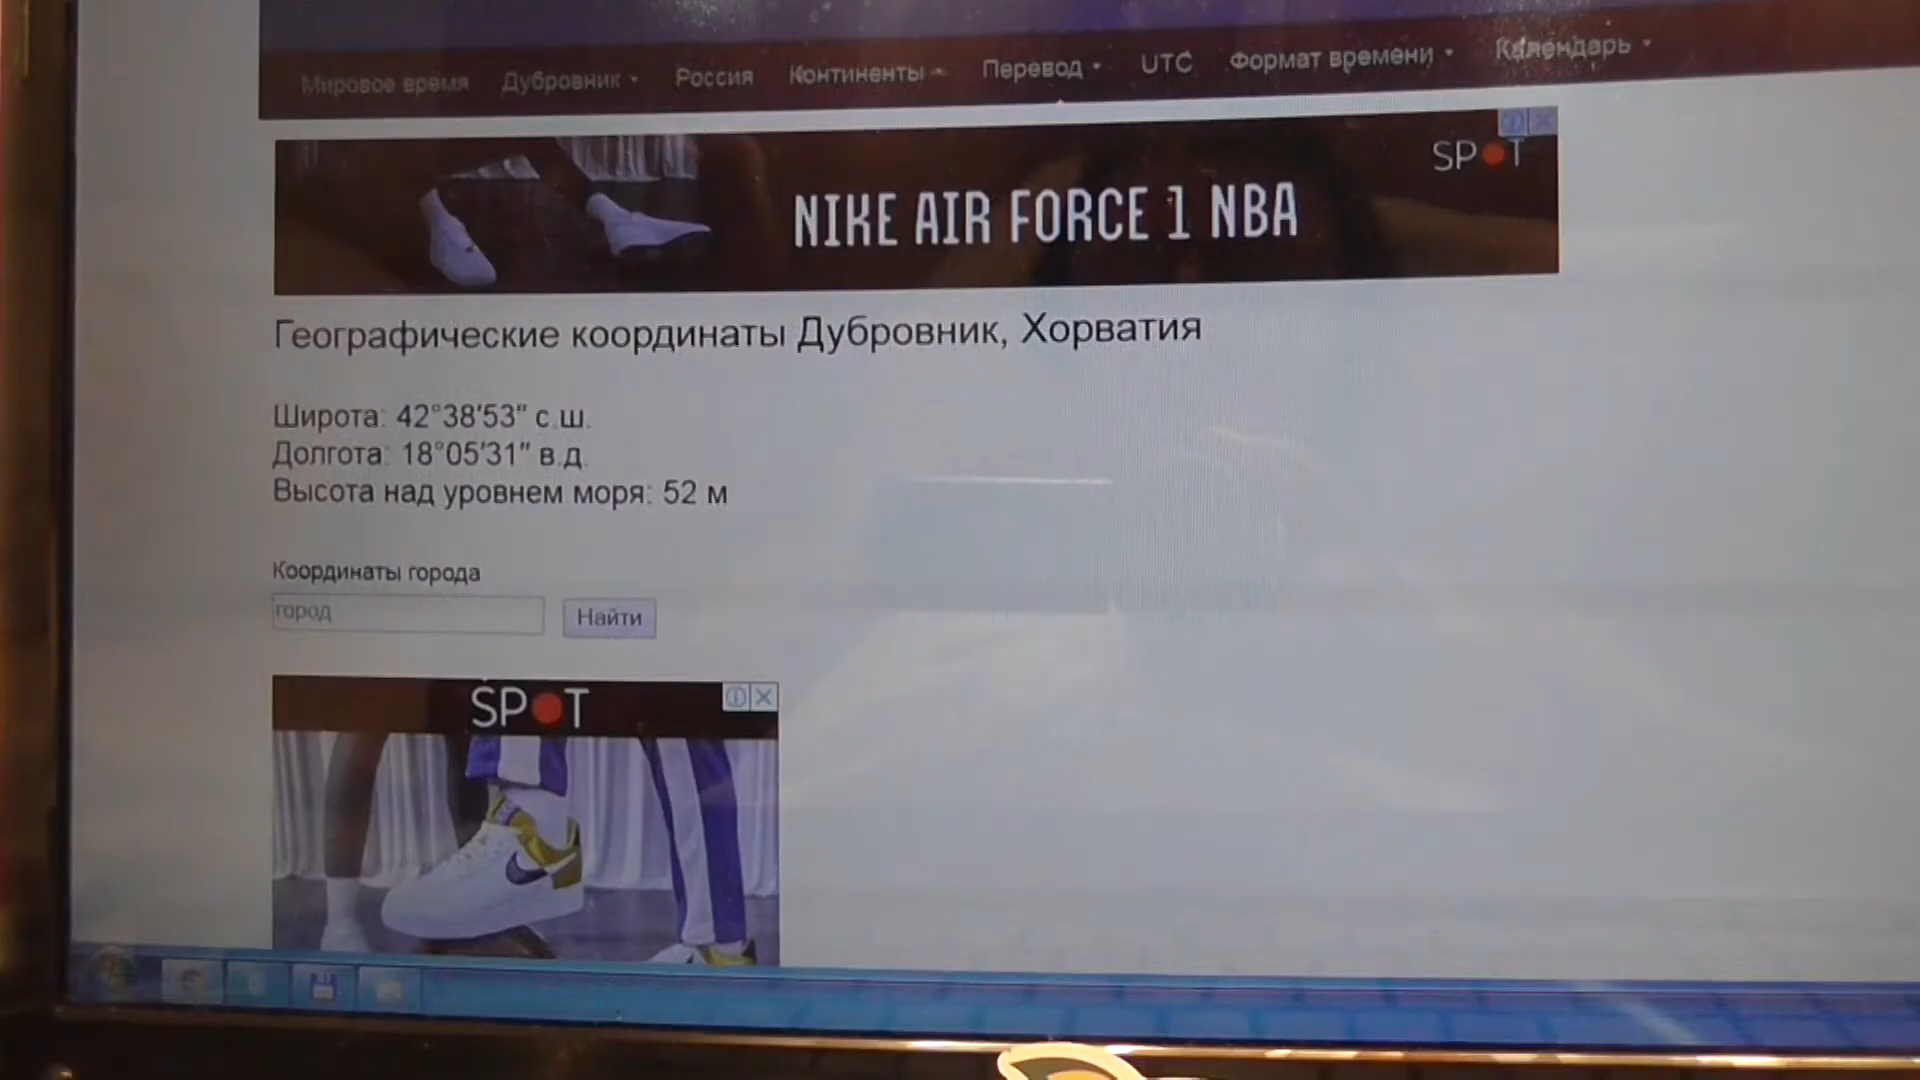 Мировое время Дубровник Россия Континенты Перевод UTC Формат времени Календарь
SPOT
NIKE AIR FORCE 1 NBA
Географические координаты Дубровник, Хорватия
Широта: 42°38′53″ с.ш.
Долгота: 18°05′31″ в.д.
Высота над уровнем моря: 52 м
Координаты города
город
Найти
SPOT